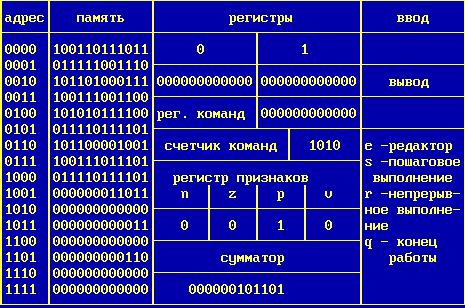 адрес память регистры ввод
0000 100110111011 0 1
0001 011111001110
0010 101101000111 000000000000 000000000000 вывод
0011 100111001100
0100 101010111100 рег. команд 000000000000
0101 011110111101
0110 101100001001 счетчик команд 1010 e -редактор
0111 100111011101 s -пошаговое
1000 011110111101 регистр признаков выполнение
1001 000000011011 n z p v r -непрерыв-
1010 000000000000 ное выполне-
1011 000000000011 0 0 1 0 ние
1100 000000000000 q - конец
1101 000000000110 сумматор работы
1110 000000000000
1111 000000000000 000000101101